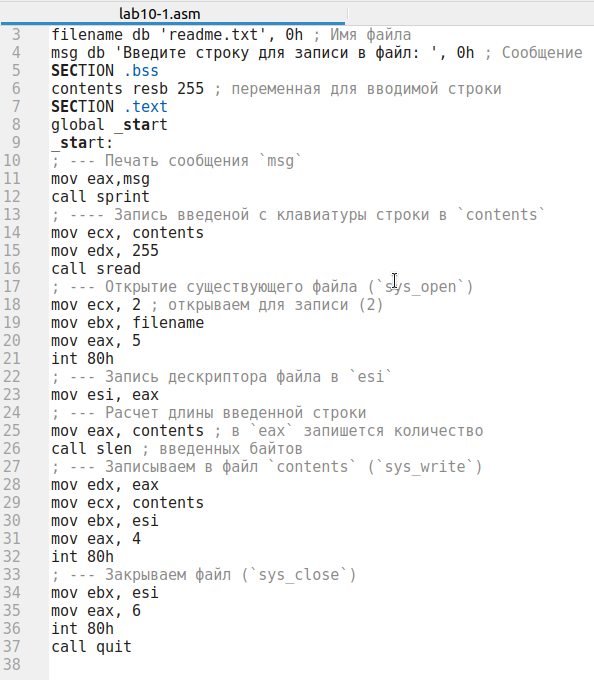 lab10-1.asm
3 filename db 'readme.txt', 0h ; Имя файла
4 msg db 'Введите строку для записи в файл: ', 0h ; Сообщение
5 SECTION .bss
6 contents resb 255 ; переменная для вводимой строки
7 SECTION .text
8 global _start
9 _start:
10 ; --- Печать сообщения `msg`
11 mov eax,msg
12 call sprint
13 ; ---- Запись введеной с клавиатуры строки в `contents`
14 mov ecx, contents
15 mov edx, 255
16 call sread
17 ; --- Открытие существующего файла (`sys_open`)
18 mov ecx, 2 ; открываем для записи (2)
19 mov ebx, filename
20 mov eax, 5
21 int 80h
22 ; --- Запись дескриптора файла в `esi`
23 mov esi, eax
24 ; --- Расчет длины введенной строки
25 mov eax, contents ; в `eax` запишется количество
26 call slen ; введенных байтов
27 ; --- Записываем в файл `contents` (`sys_write`)
28 mov edx, eax
29 mov ecx, contents
30 mov ebx, esi
31 mov eax, 4
32 int 80h
33 ; --- Закрываем файл (`sys_close`)
34 mov ebx, esi
35 mov eax, 6
36 int 80h
37 call quit
38